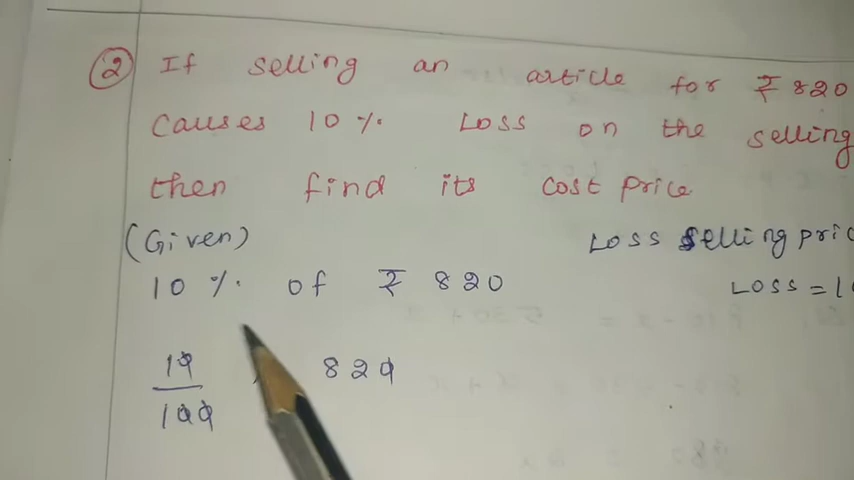 ② If selling an article for ₹ 820
causes 10 % Loss on the selling
then find its cost price
(Given)
Loss selling pric
10 % of ₹ 820
Loss = 10
10
100
820